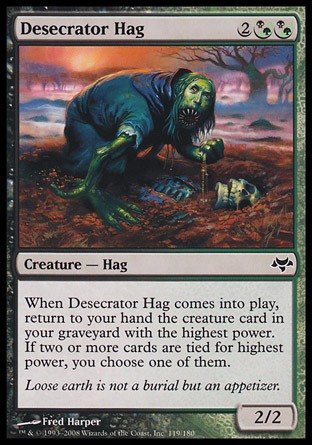 Desecrator Hag 2
Creature — Hag
When Desecrator Hag comes into play,
return to your hand the creature card in
your graveyard with the highest power.
If two or more cards are tied for highest
power, you choose one of them.
Loose earth is not a burial but an appetizer.
Fred Harper
2/2
™ & © 1993–2008 Wizards of the Coast, Inc. 119/180